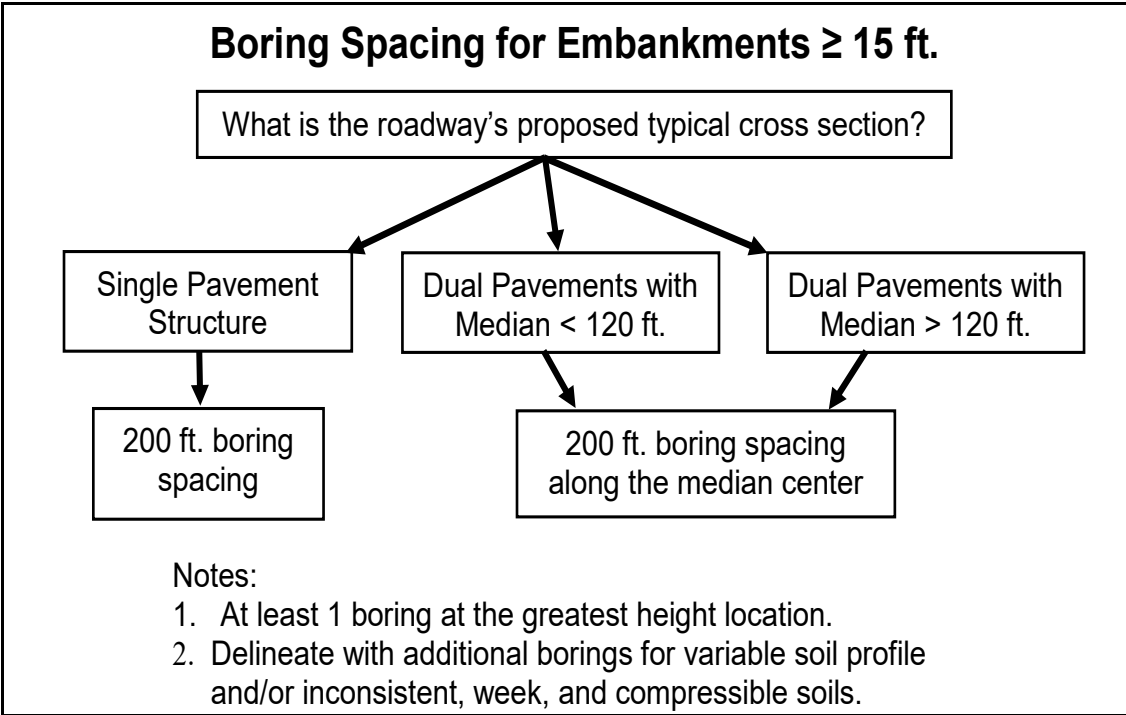 Boring Spacing for Embankments ≥ 15 ft.
What is the roadway’s proposed typical cross section?
Single Pavement
Structure
Dual Pavements with
Median < 120 ft.
Dual Pavements with
Median > 120 ft.
200 ft. boring
spacing
200 ft. boring spacing
along the median center
Notes:
1. At least 1 boring at the greatest height location.
2. Delineate with additional borings for variable soil profile
and/or inconsistent, week, and compressible soils.